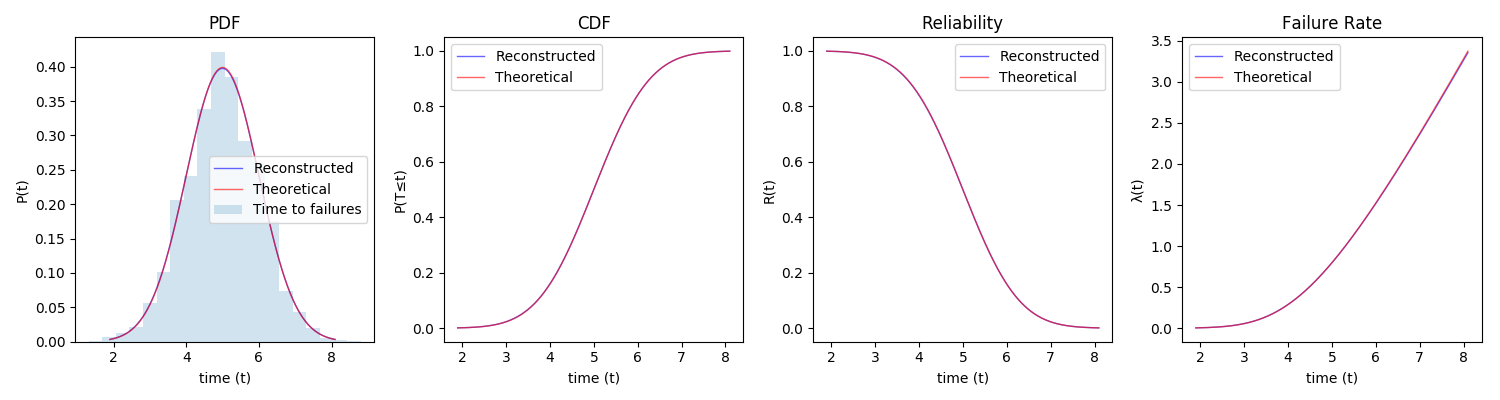 PDF
P(t)
0.40
0.35
0.30
0.25
0.20
0.15
0.10
0.05
0.00
Reconstructed
Theoretical
Time to failures
2
4
6
8
time (t)
CDF
P(T≤t)
1.0
0.8
0.6
0.4
0.2
0.0
Reconstructed
Theoretical
2
3
4
5
6
7
8
time (t)
Reliability
R(t)
1.0
0.8
0.6
0.4
0.2
0.0
Reconstructed
Theoretical
2
3
4
5
6
7
8
time (t)
Failure Rate
λ(t)
3.5
3.0
2.5
2.0
1.5
1.0
0.5
0.0
Reconstructed
Theoretical
2
3
4
5
6
7
8
time (t)